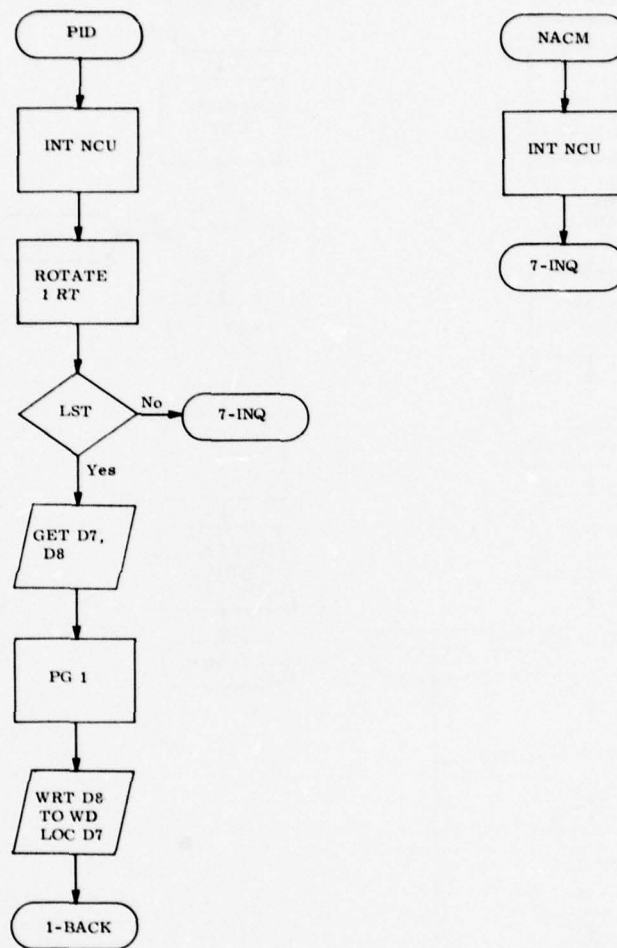 PID
INT NCU
ROTATE
1 RT
LST
No
7-INQ
Yes
GET D7,
D8
PG 1
WRT D8
TO WD
LOC D7
1-BACK
NACM
INT NCU
7-INQ